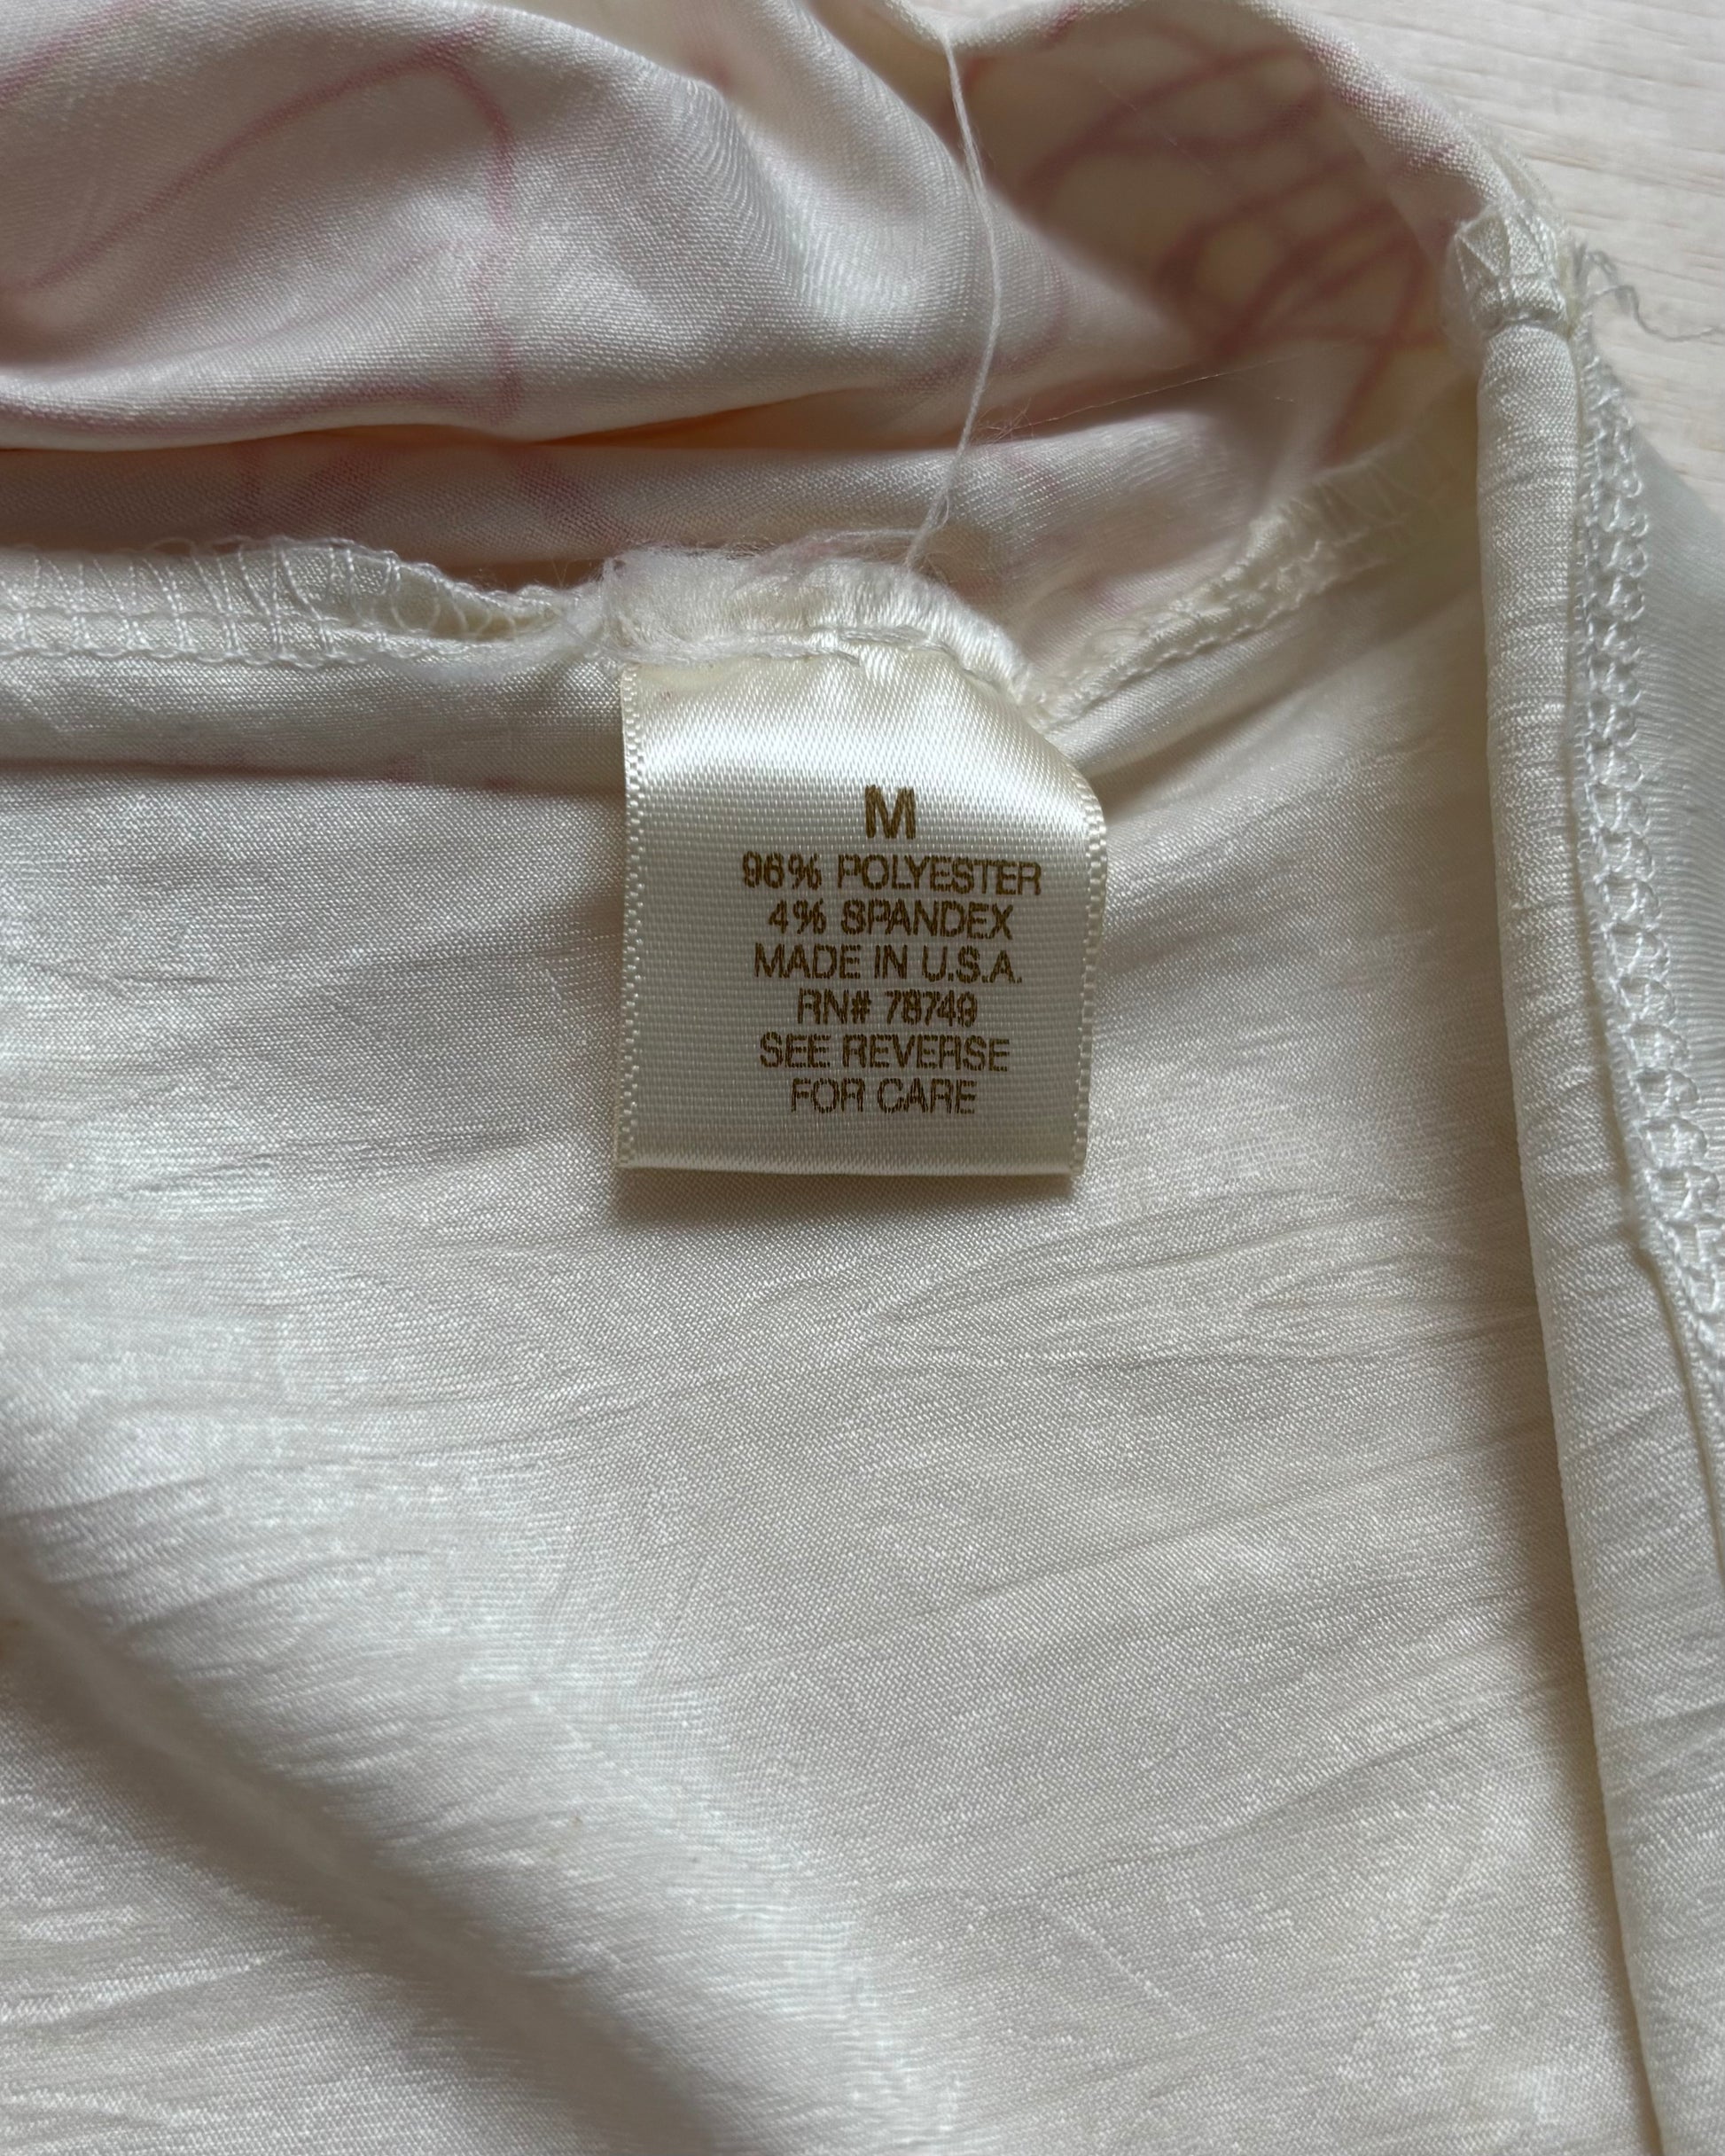 M
96% POLYESTER
4% SPANDEX
MADE IN U.S.A.
RN# 78749
SEE REVERSE
FOR CARE